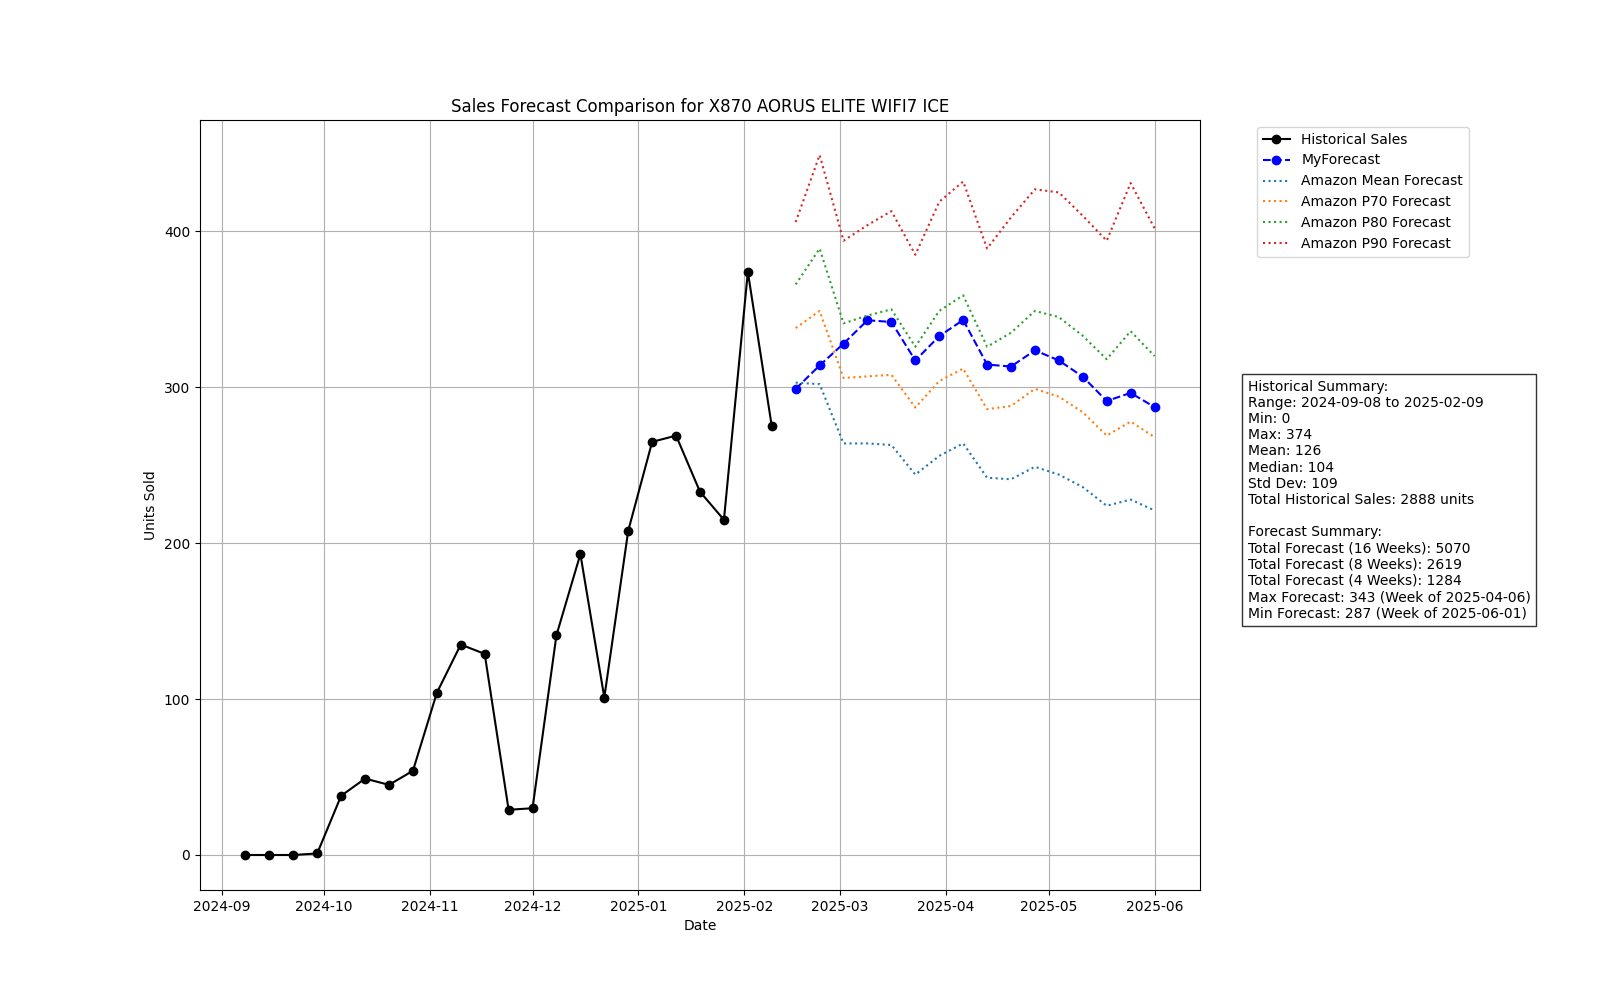 Sales Forecast Comparison for X870 AORUS ELITE WIFI7 ICE
Historical Sales
MyForecast
Amazon Mean Forecast
Amazon P70 Forecast
Amazon P80 Forecast
Amazon P90 Forecast
400
300
200
100
0
Units Sold
2024-09
2024-10
2024-11
2024-12
2025-01
2025-02
2025-03
2025-04
2025-05
2025-06
Date
Historical Summary:
Range: 2024-09-08 to 2025-02-09
Min: 0
Max: 374
Mean: 126
Median: 104
Std Dev: 109
Total Historical Sales: 2888 units
Forecast Summary:
Total Forecast (16 Weeks): 5070
Total Forecast (8 Weeks): 2619
Total Forecast (4 Weeks): 1284
Max Forecast: 343 (Week of 2025-04-06)
Min Forecast: 287 (Week of 2025-06-01)